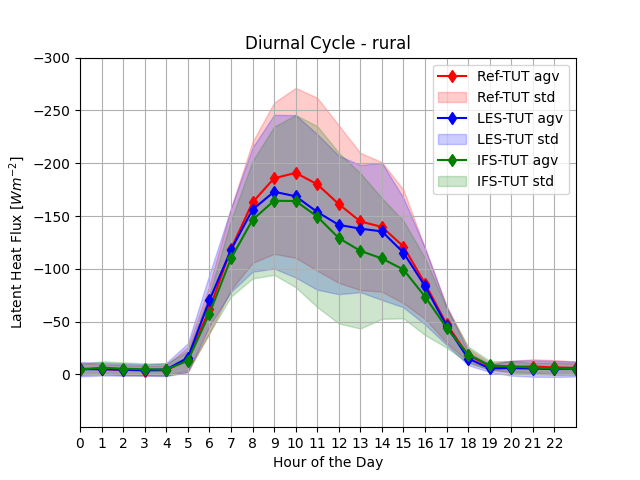 Diurnal Cycle - rural
Latent Heat Flux [Wm⁻²]
−300
−250
−200
−150
−100
−50
0
Ref-TUT agv
Ref-TUT std
LES-TUT agv
LES-TUT std
IFS-TUT agv
IFS-TUT std
0 1 2 3 4 5 6 7 8 9 10 11 12 13 14 15 16 17 18 19 20 21 22
Hour of the Day